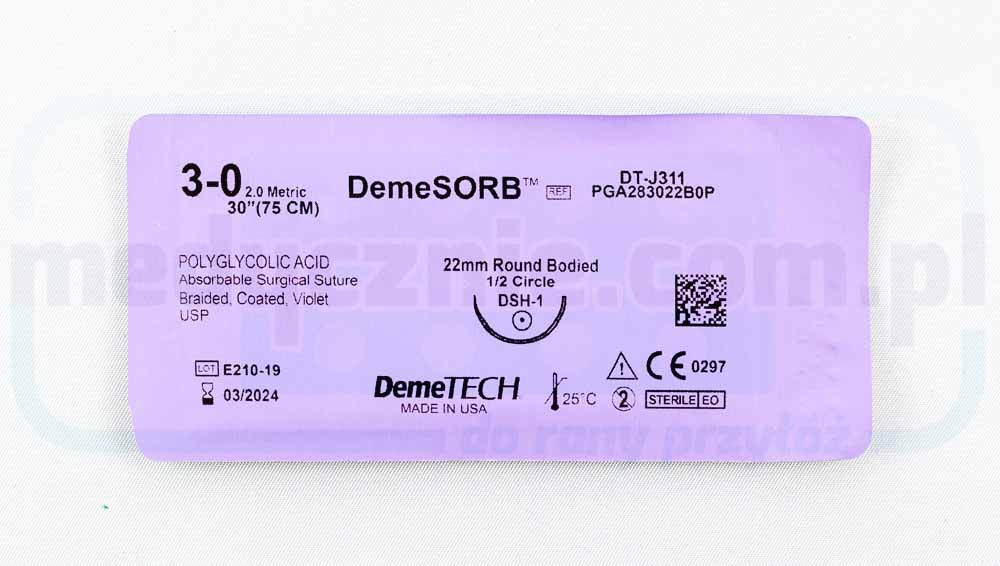 3-0 2.0 Metric
30”(75 CM)
DemeSORB™ REF
DT-J311
PGA283022B0P
POLYGLYCOLIC ACID
Absorbable Surgical Suture
Braided, Coated, Violet
USP
22mm Round Bodied
1/2 Circle
DSH-1
LOT E210-19
03/2024
DemeTECH
MADE IN USA
25°C
CE 0297
2
STERILE EO
medycznie.com.pl
do rany przyłóż